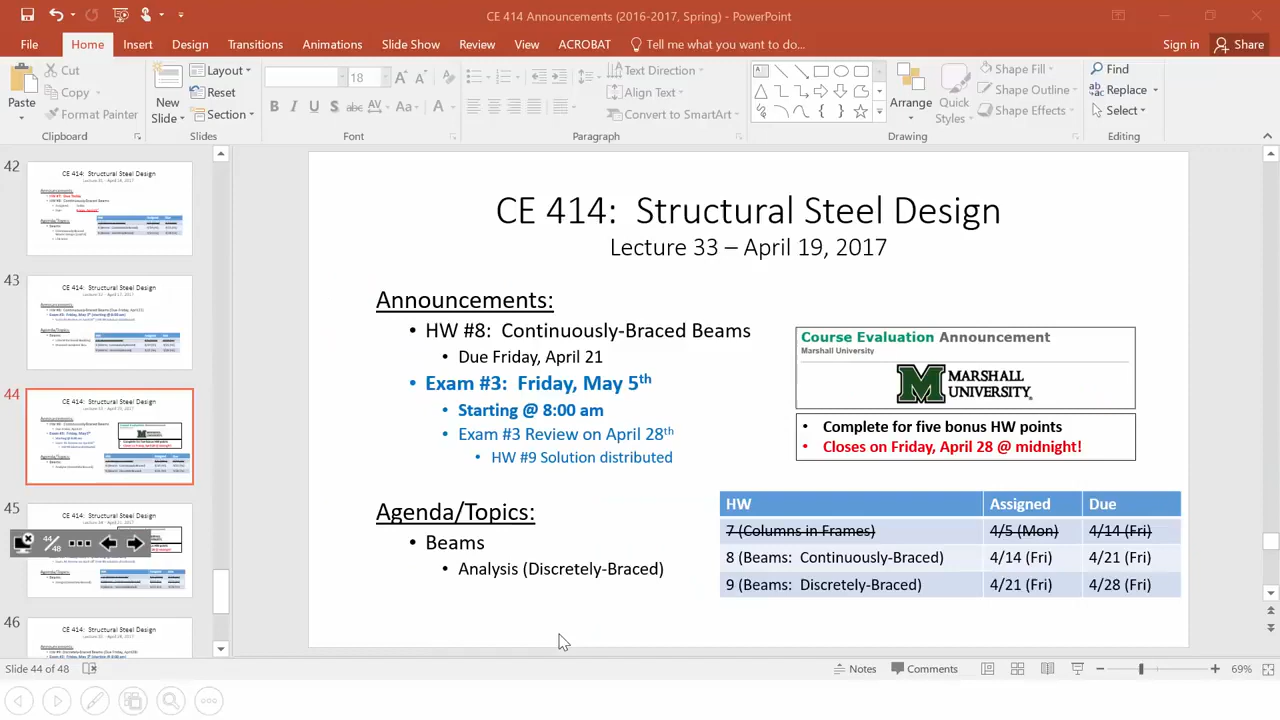 CE 414 Announcements (2016-2017, Spring) - PowerPoint
File Home Insert Design Transitions Animations Slide Show Review View ACROBAT Tell me what you want to do... Sign in Share
Paste
Cut
Copy
Format Painter
Clipboard
New
Slide
Layout
Reset
Section
Slides
18
B I U S abc AV Aa A
Font
Text Direction
Align Text
Convert to SmartArt
Paragraph
Arrange
Quick
Styles
Shape Fill
Shape Outline
Shape Effects
Drawing
Find
Replace
Select
Editing
42
CE 414: Structural Steel Design
43
CE 414: Structural Steel Design
44
CE 414: Structural Steel Design
45
CE 414: Structural Steel Design
44/48
46
CE 414: Structural Steel Design
CE 414: Structural Steel Design
Lecture 33 – April 19, 2017
Announcements:
• HW #8: Continuously-Braced Beams
• Due Friday, April 21
• Exam #3: Friday, May 5th
• Starting @ 8:00 am
• Exam #3 Review on April 28th
• HW #9 Solution distributed
Agenda/Topics:
• Beams
• Analysis (Discretely-Braced)
Course Evaluation Announcement
Marshall University
M MARSHALL
UNIVERSITY.
• Complete for five bonus HW points
• Closes on Friday, April 28 @ midnight!
HW Assigned Due
7 (Columns in Frames) 4/5 (Mon) 4/14 (Fri)
8 (Beams: Continuously-Braced) 4/14 (Fri) 4/21 (Fri)
9 (Beams: Discretely-Braced) 4/21 (Fri) 4/28 (Fri)
Slide 44 of 48
Notes
Comments
69%